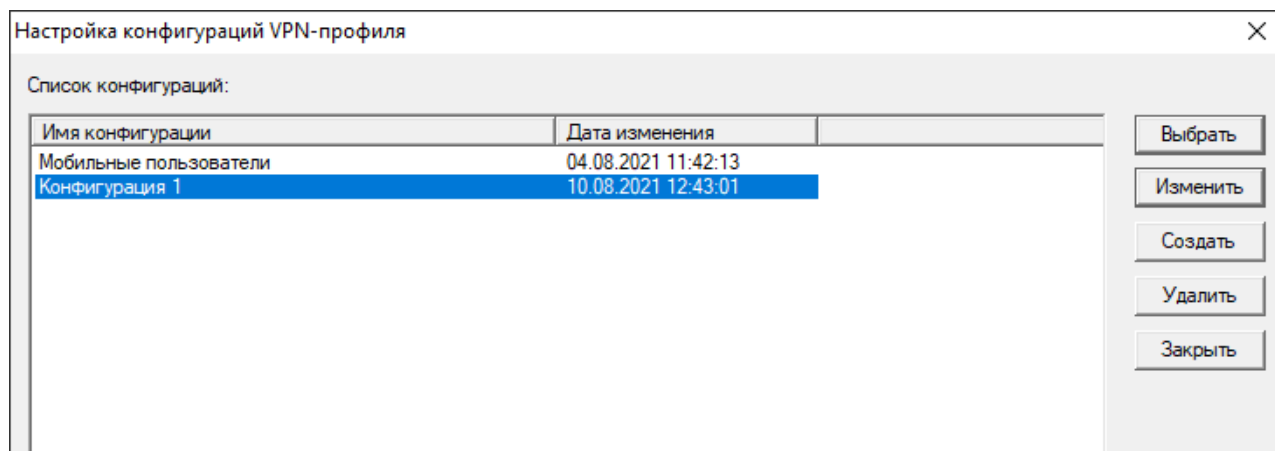 Настройка конфигураций VPN-профиля
Список конфигураций:
Имя конфигурации Дата изменения
Мобильные пользователи 04.08.2021 11:42:13
Конфигурация 1 10.08.2021 12:43:01
Выбрать
Изменить
Создать
Удалить
Закрыть